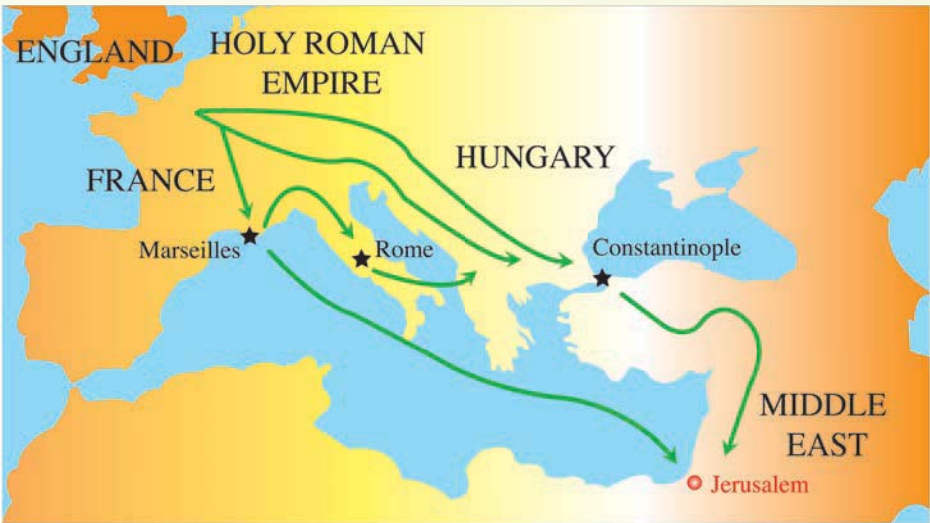 ENGLAND
HOLY ROMAN
EMPIRE
HUNGARY
FRANCE
Marseilles
Rome
Constantinople
MIDDLE
EAST
Jerusalem